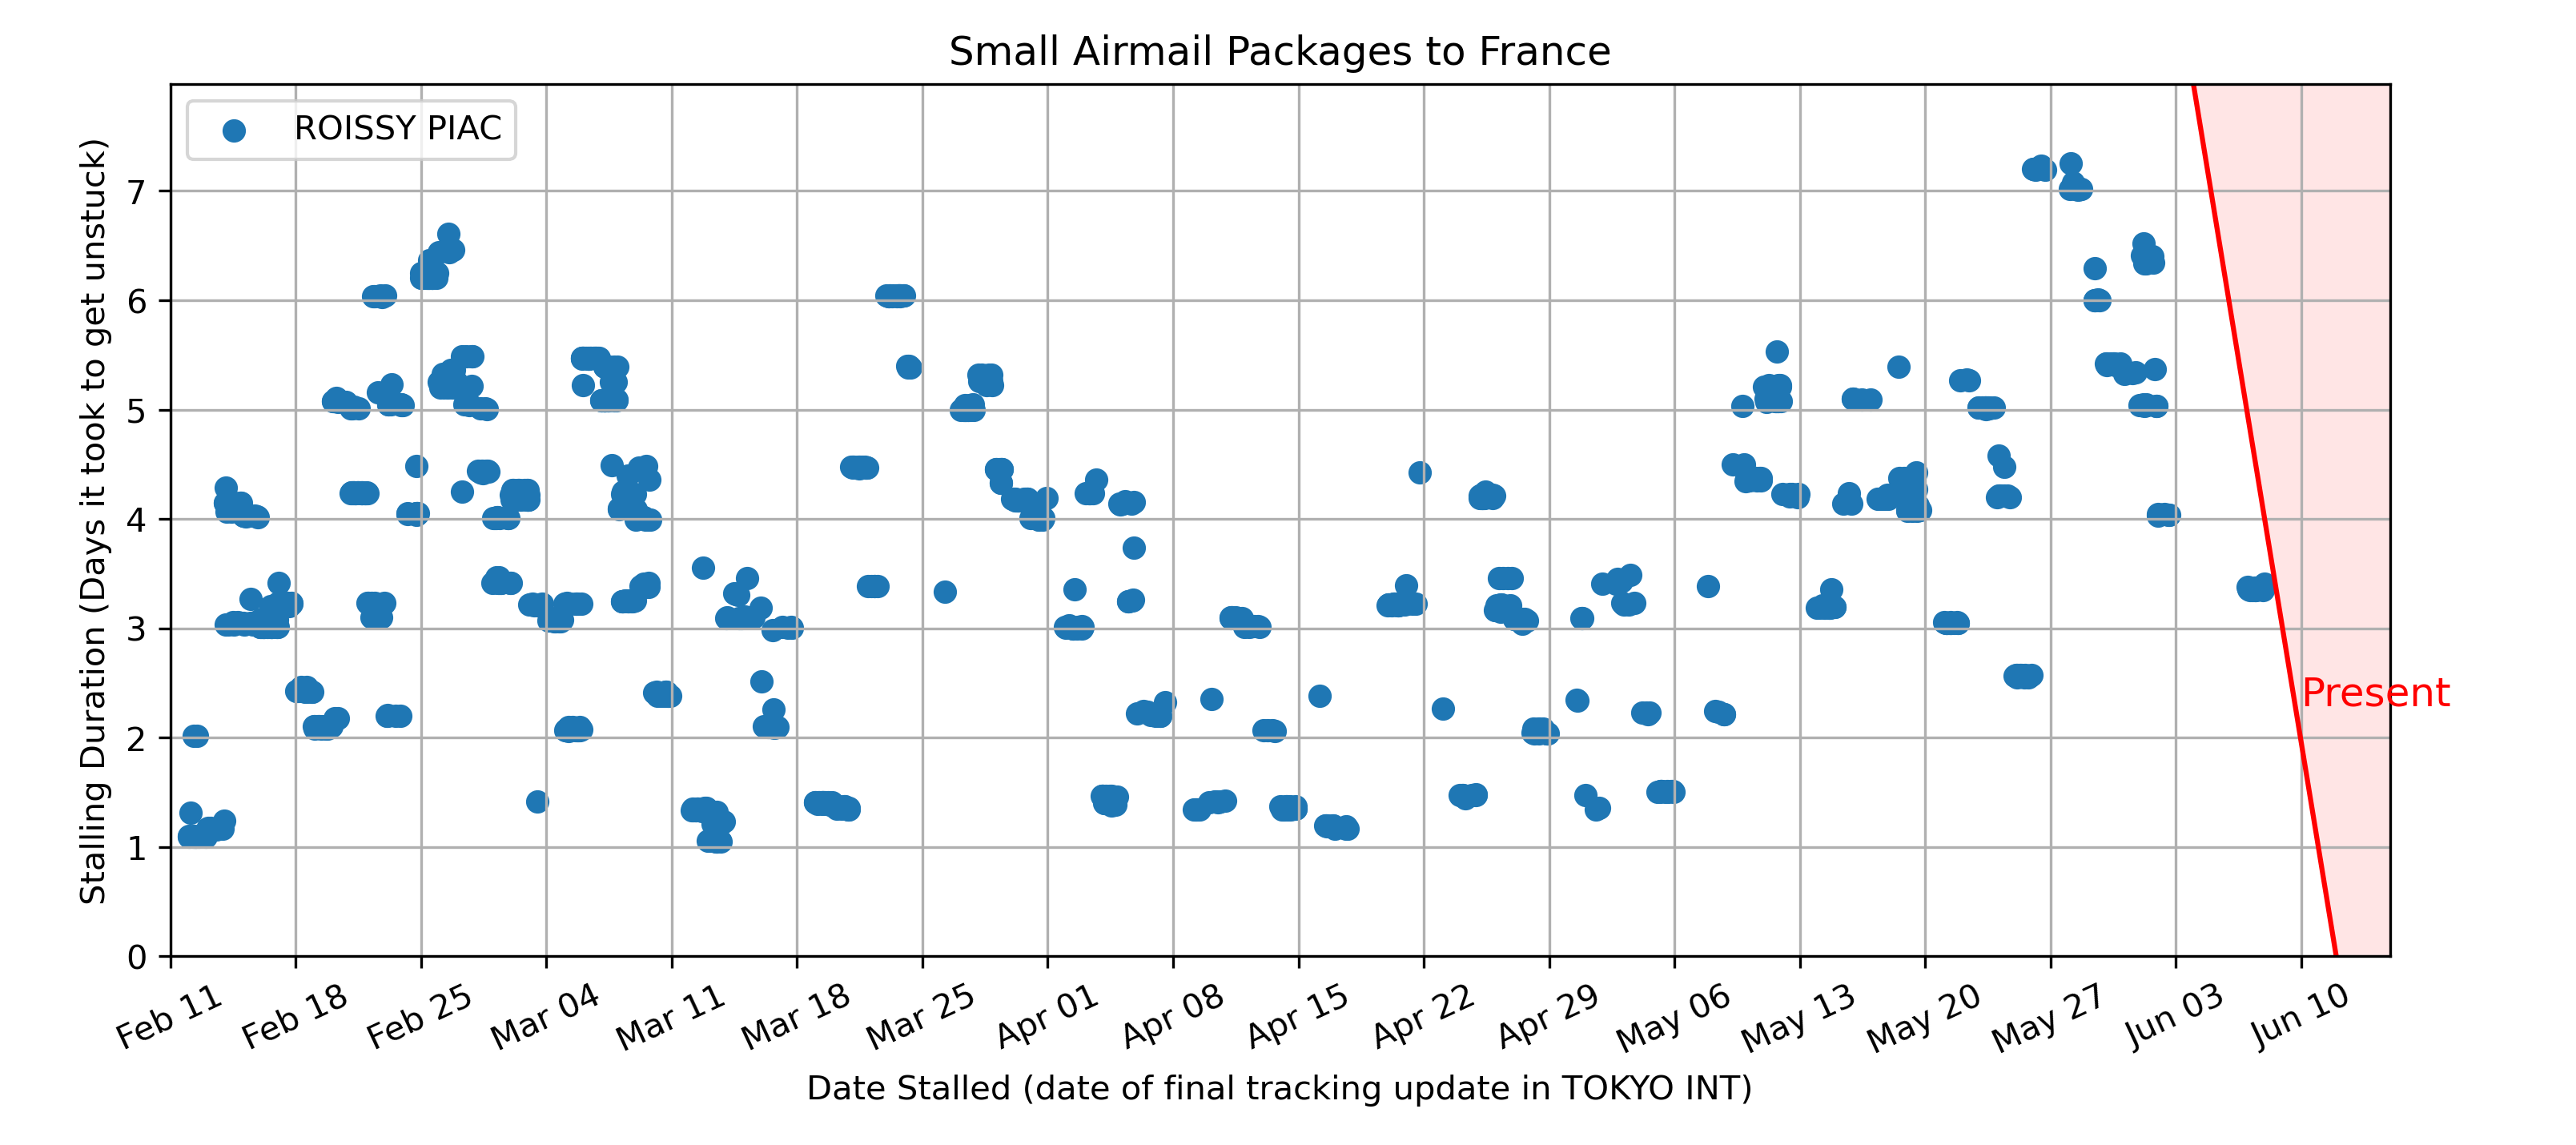 Small Airmail Packages to France
ROISSY PIAC
Stalling Duration (Days it took to get unstuck)
7
6
5
4
3
2
1
0
Present
Feb 11
Feb 18
Feb 25
Mar 04
Mar 11
Mar 18
Mar 25
Apr 01
Apr 08
Apr 15
Apr 22
Apr 29
May 06
May 13
May 20
May 27
Jun 03
Jun 10
Date Stalled (date of final tracking update in TOKYO INT)